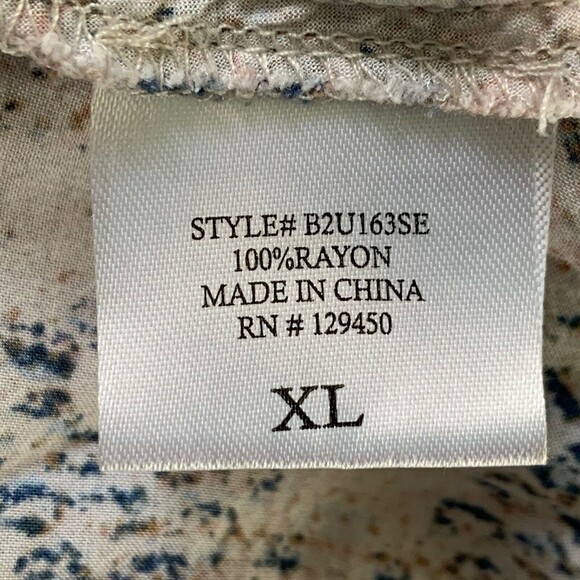 STYLE# B2U163SE
100%RAYON
MADE IN CHINA
RN # 129450
XL